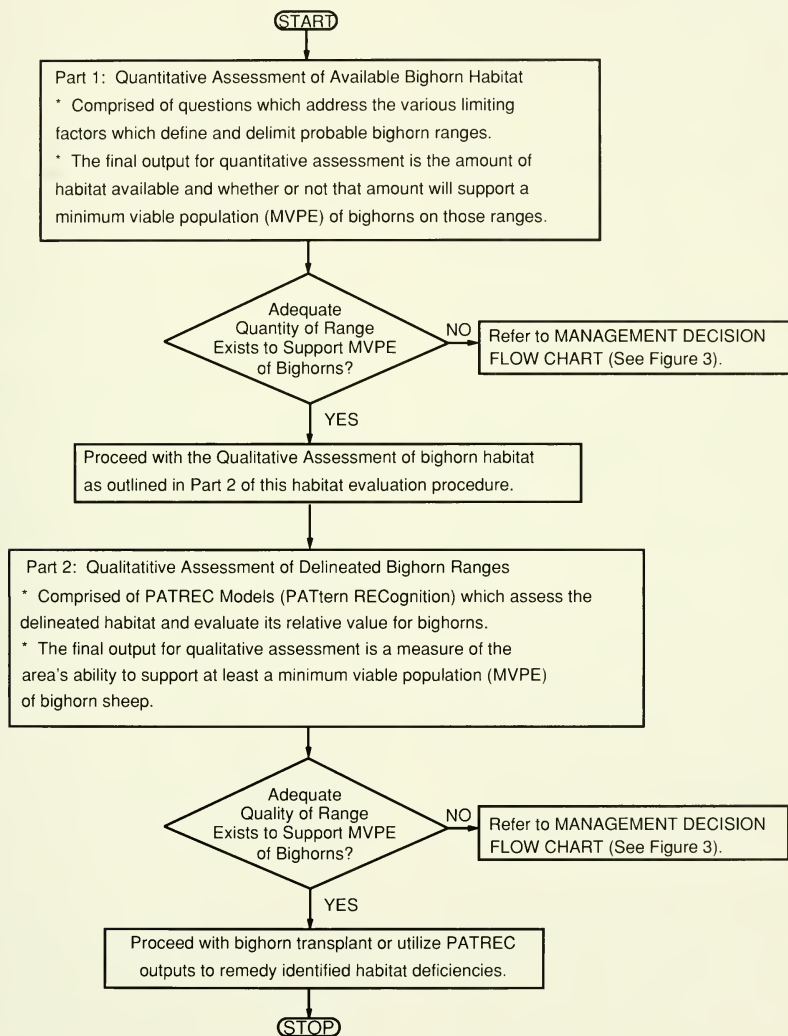 START
Part 1: Quantitative Assessment of Available Bighorn Habitat
* Comprised of questions which address the various limiting
factors which define and delimit probable bighorn ranges.
* The final output for quantitative assessment is the amount of
habitat available and whether or not that amount will support a
minimum viable population (MVPE) of bighorns on those ranges.
Adequate
Quantity of Range
Exists to Support MVPE
of Bighorns?
NO
Refer to MANAGEMENT DECISION
FLOW CHART (See Figure 3).
YES
Proceed with the Qualitative Assessment of bighorn habitat
as outlined in Part 2 of this habitat evaluation procedure.
Part 2: Qualitatitive Assessment of Delineated Bighorn Ranges
* Comprised of PATREC Models (PATtern RECognition) which assess the
delineated habitat and evaluate its relative value for bighorns.
* The final output for qualitative assessment is a measure of the
area's ability to support at least a minimum viable population (MVPE)
of bighorn sheep.
Adequate
Quality of Range
Exists to Support MVPE
of Bighorns?
NO
Refer to MANAGEMENT DECISION
FLOW CHART (See Figure 3).
YES
Proceed with bighorn transplant or utilize PATREC
outputs to remedy identified habitat deficiencies.
STOP